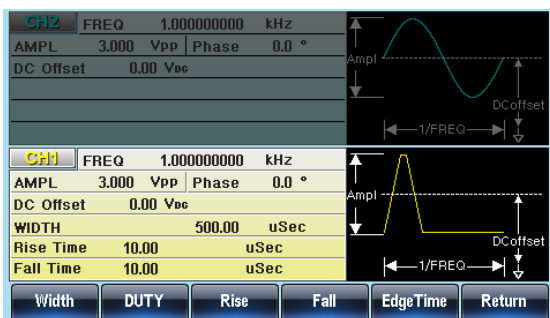 CH2 FREQ 1.000000000 kHz
AMPL 3.000 Vpp Phase 0.0 °
DC Offset 0.00 VDC
Ampl
DCoffset
1/FREQ
CH1 FREQ 1.000000000 kHz
AMPL 3.000 Vpp Phase 0.0 °
DC Offset 0.00 VDC
WIDTH 500.00 uSec
Rise Time 10.00 uSec
Fall Time 10.00 uSec
Ampl
DCoffset
1/FREQ
Width DUTY Rise Fall EdgeTime Return